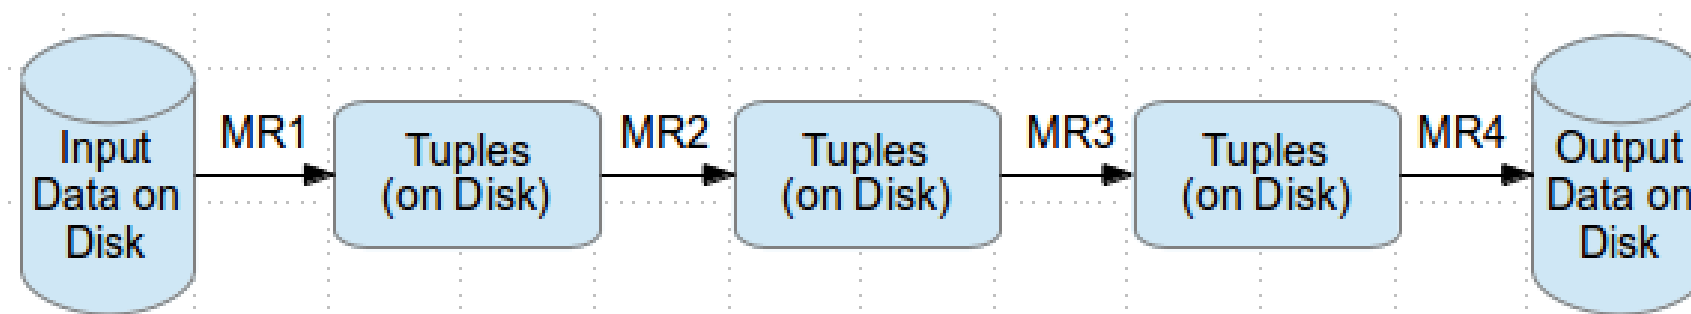 Input
Data on
Disk
MR1
Tuples
(on Disk)
MR2
Tuples
(on Disk)
MR3
Tuples
(on Disk)
MR4
Output
Data on
Disk